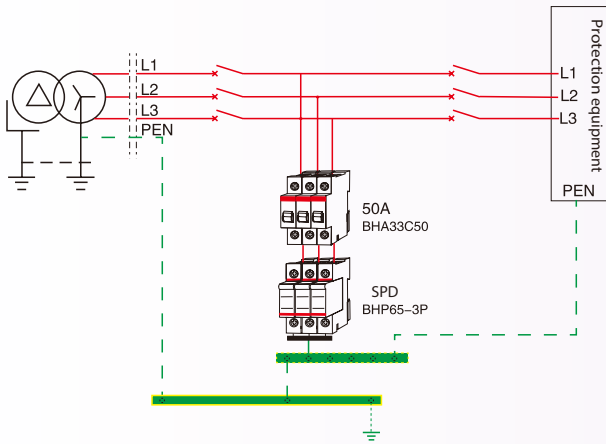 L1
L2
L3
PEN
Protection equipment
L1
L2
L3
PEN
50A
BHA33C50
SPD
BHP65-3P